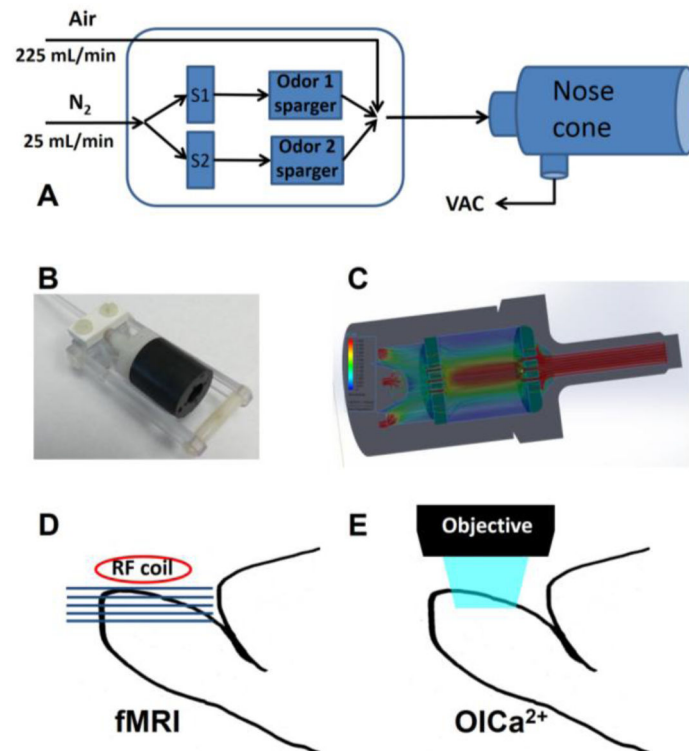 Air
225 mL/min
N₂
25 mL/min
S1
Odor 1
sparger
S2
Odor 2
sparger
Nose
cone
VAC
A
B
C
D
RF coil
fMRI
E
Objective
OICa²⁺